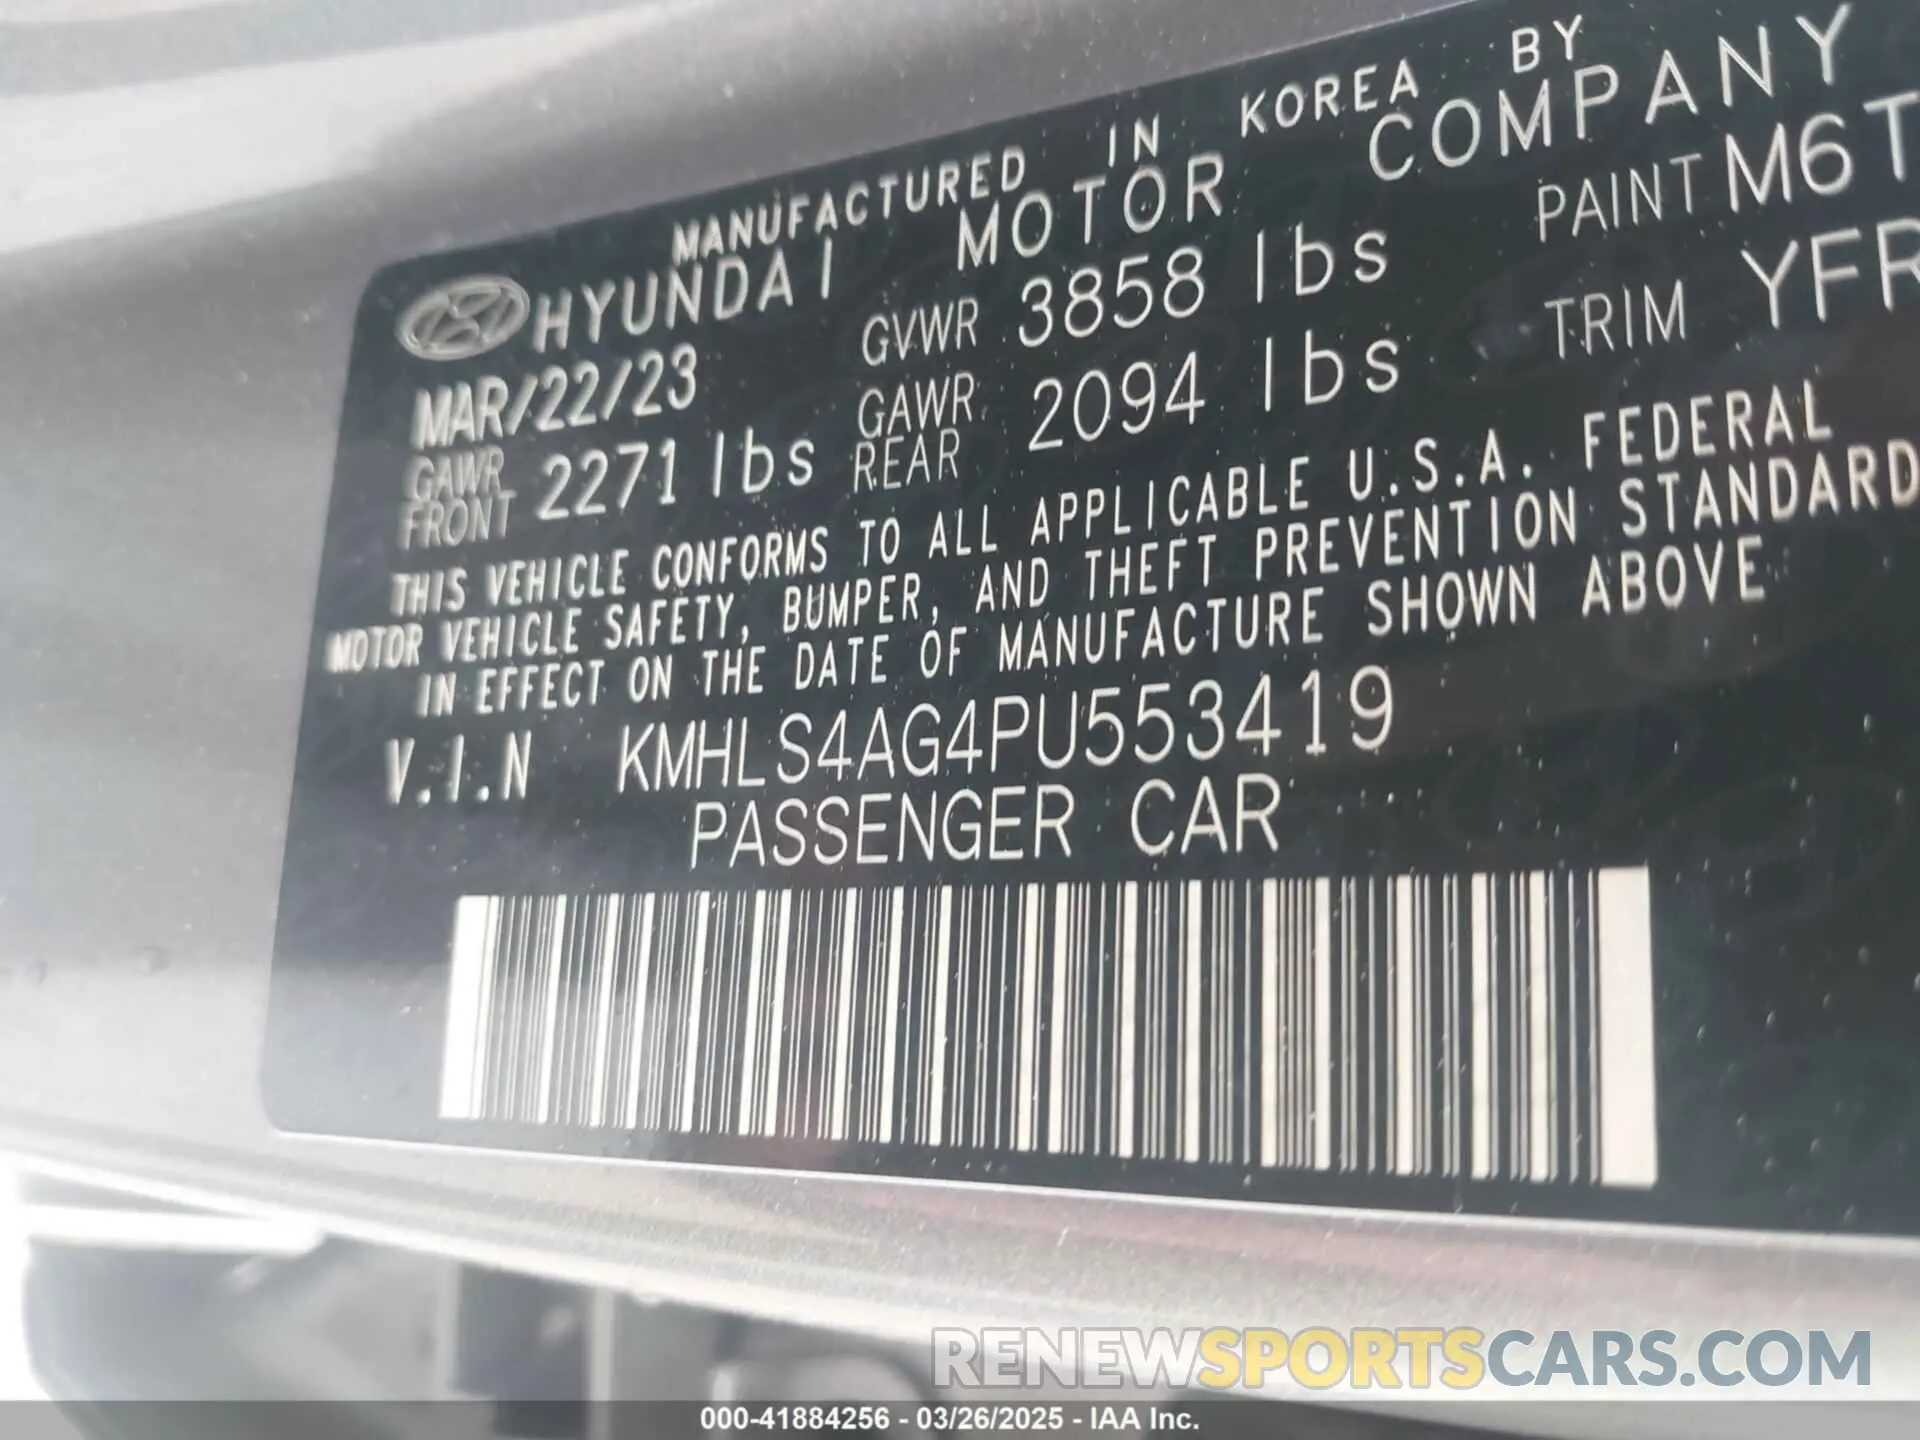 MANUFACTURED IN KOREA BY
HYUNDAI MOTOR COMPANY
MAR/22/23 GVWR 3858 lbs PAINT M6T
GAWR FRONT 2271 lbs GAWR REAR 2094 lbs TRIM YFR
THIS VEHICLE CONFORMS TO ALL APPLICABLE U.S.A. FEDERAL
MOTOR VEHICLE SAFETY, BUMPER, AND THEFT PREVENTION STANDARD
IN EFFECT ON THE DATE OF MANUFACTURE SHOWN ABOVE
V.I.N KMHLS4AG4PU553419
PASSENGER CAR
RENEWSPORTSCARS.COM
000-41884256 - 03/26/2025 - IAA Inc.